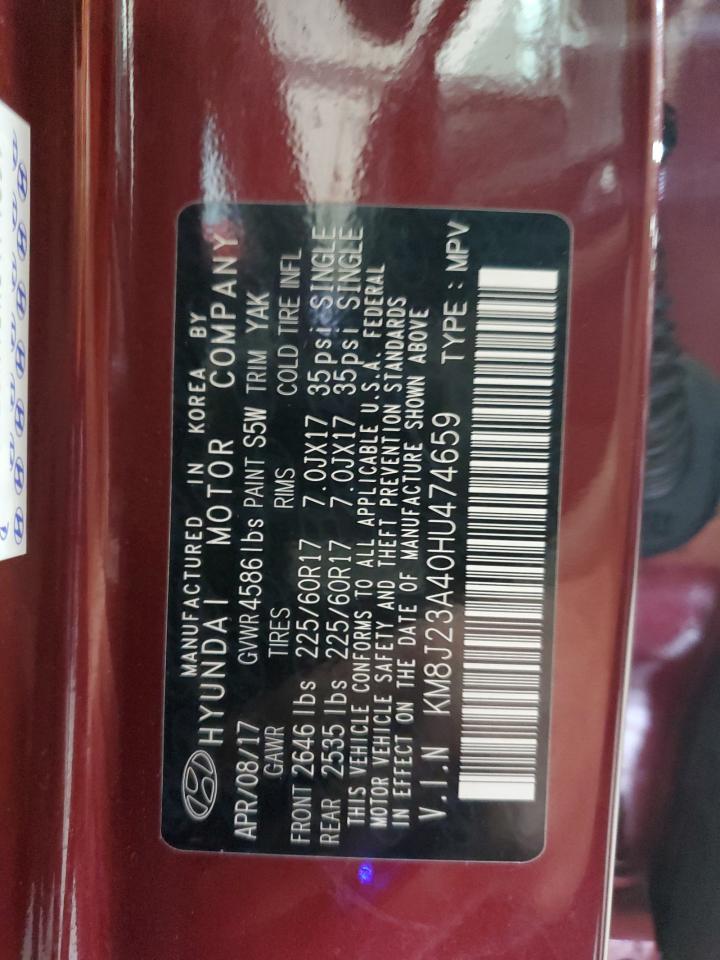 MANUFACTURED IN KOREA BY
HYUNDAI MOTOR COMPANY
APR/08/17 GVWR 4586 lbs PAINT S5W TRIM YAK
GAWR TIRES RIMS COLD TIRE INFL
FRONT 2646 lbs 225/60R17 7.0JX17 35psi SINGLE
REAR 2535 lbs 225/60R17 7.0JX17 35psi SINGLE
THIS VEHICLE CONFORMS TO ALL APPLICABLE U.S.A. FEDERAL
MOTOR VEHICLE SAFETY AND THEFT PREVENTION STANDARDS
IN EFFECT ON THE DATE OF MANUFACTURE SHOWN ABOVE
V.I.N KM8J23A40HU474659 TYPE : MPV